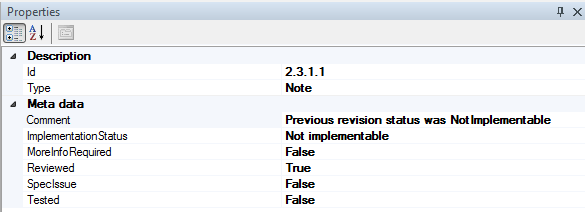 Properties
Description
Id 2.3.1.1
Type Note
Meta data
Comment Previous revision status was NotImplementable
ImplementationStatus Not implementable
MoreInfoRequired False
Reviewed True
SpecIssue False
Tested False